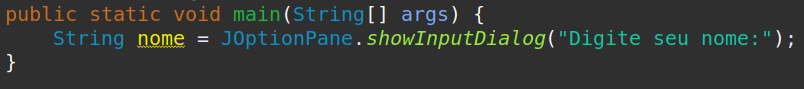 public static void main(String[] args) {
    String nome = JOptionPane.showInputDialog("Digite seu nome:");
}